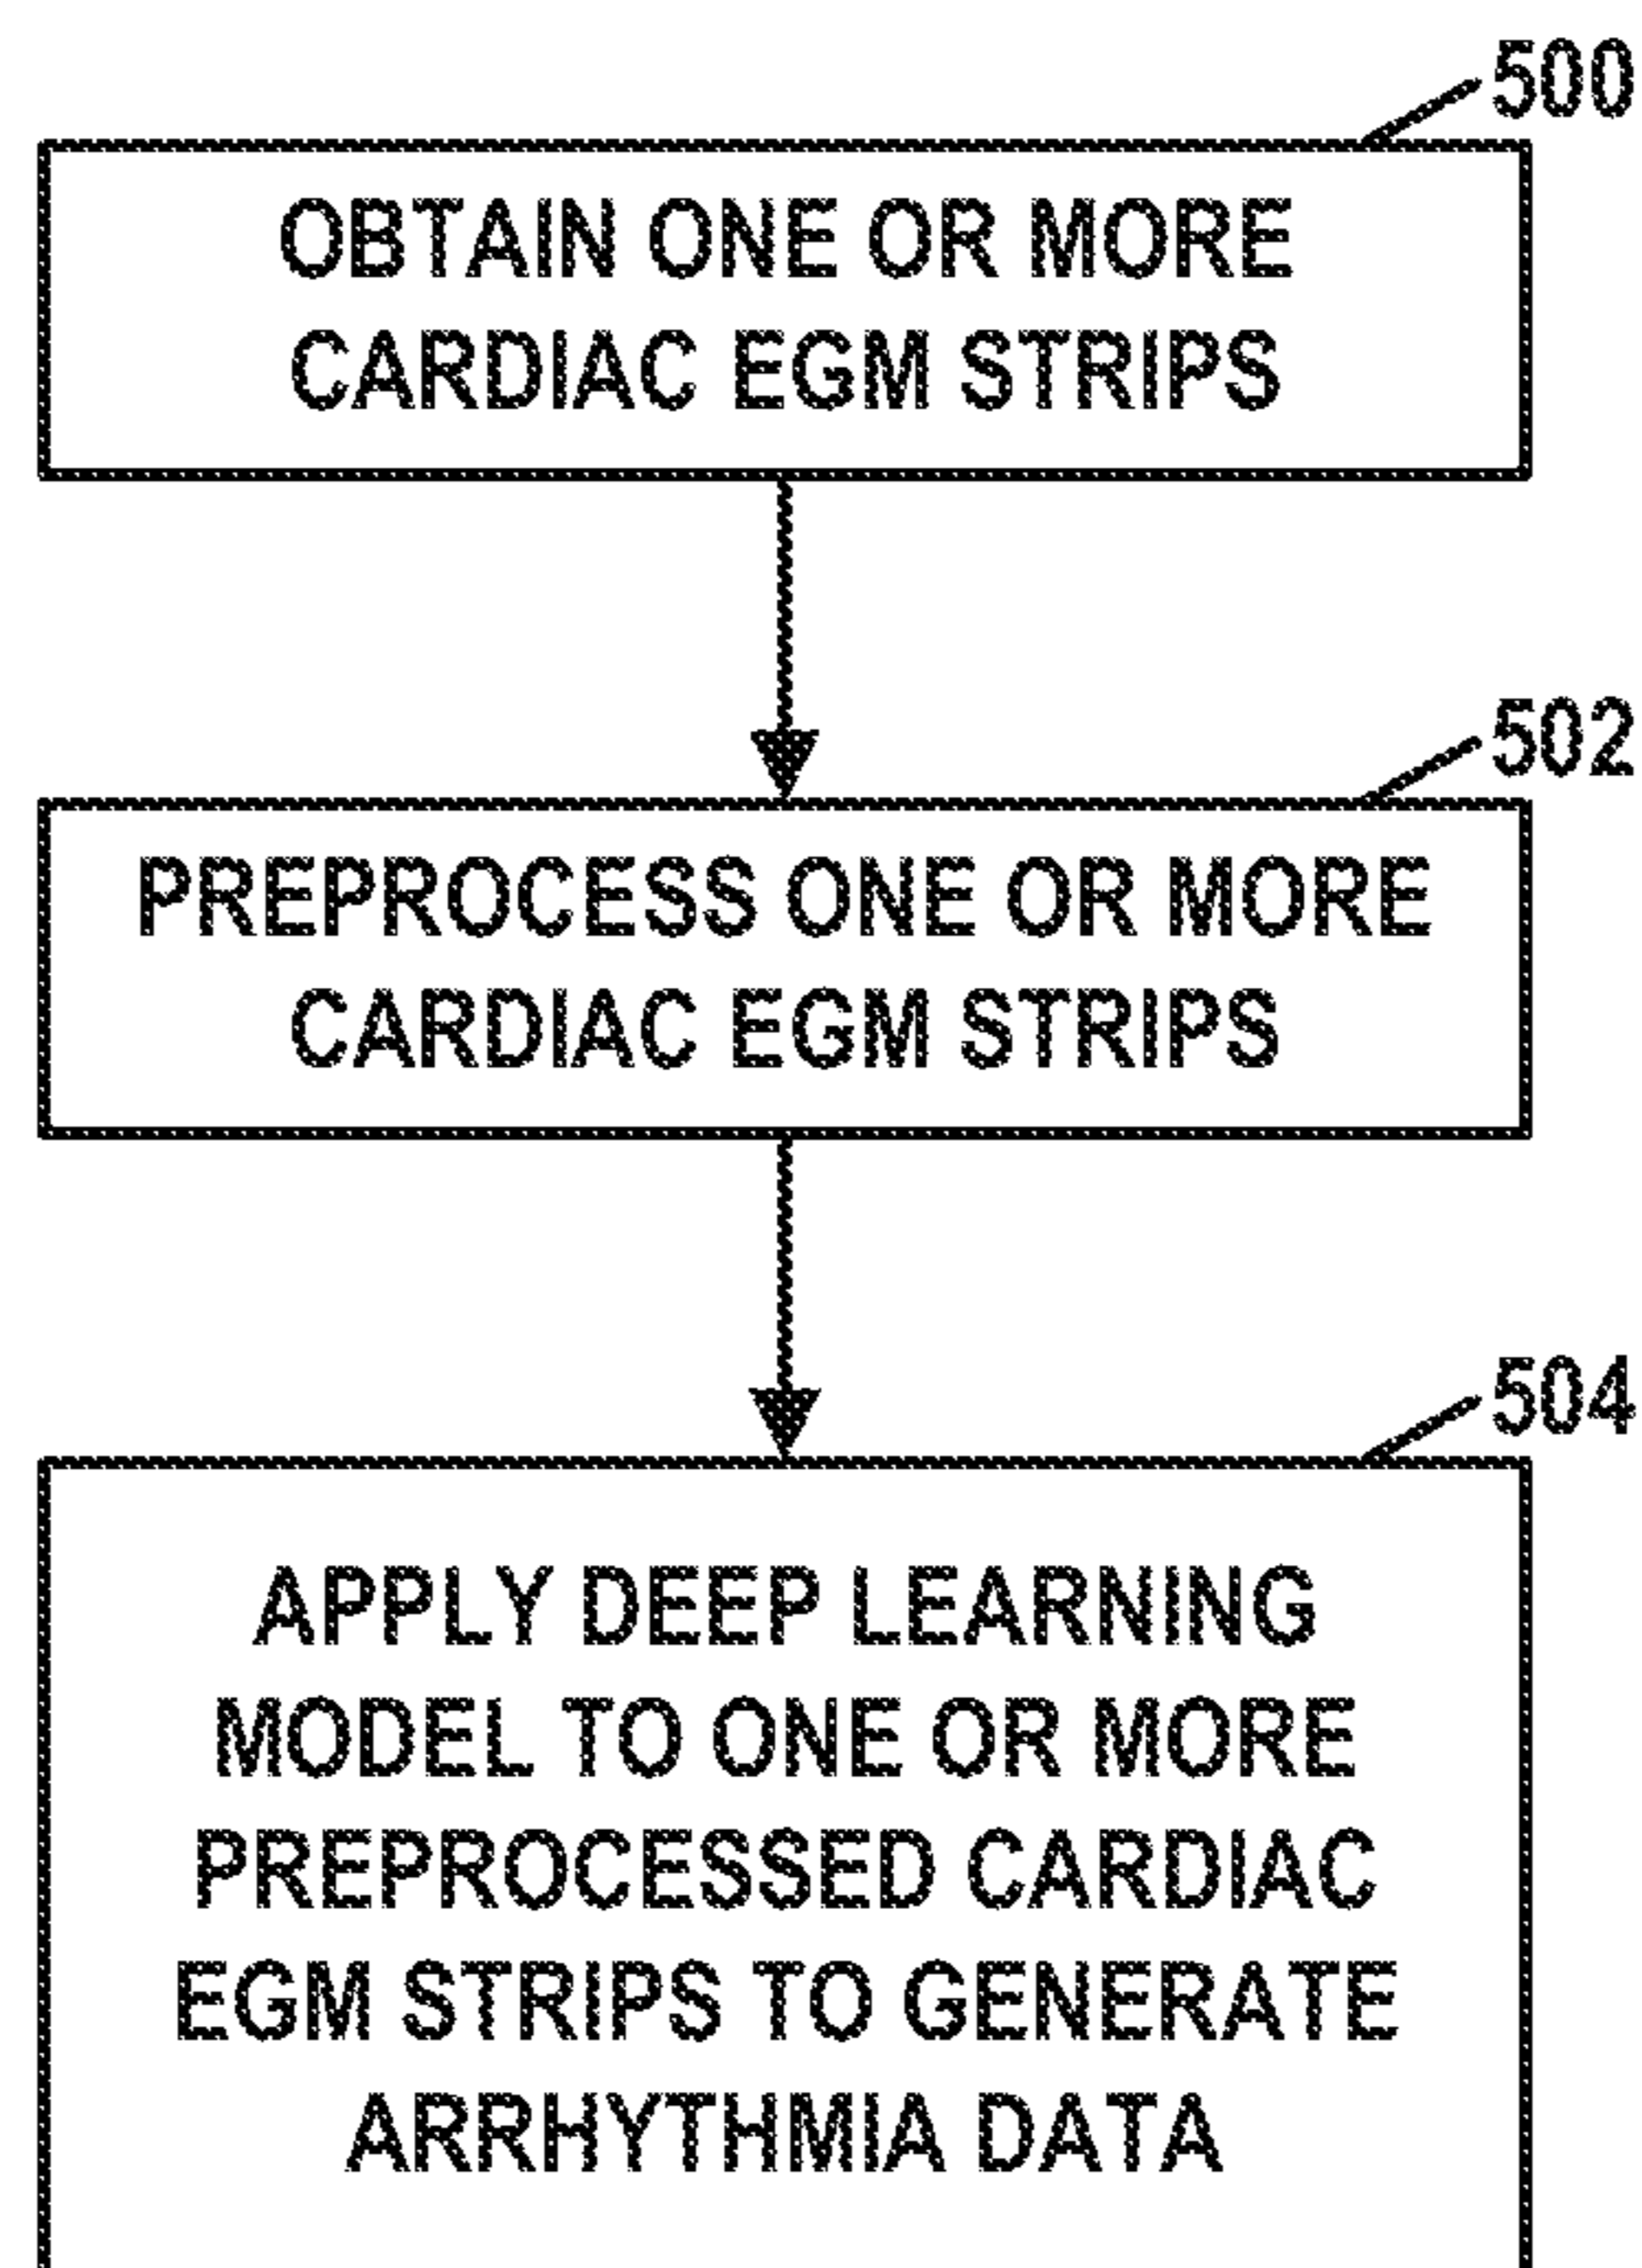 500
OBTAIN ONE OR MORE
CARDIAC EGM STRIPS
502
PREPROCESS ONE OR MORE
CARDIAC EGM STRIPS
504
APPLY DEEP LEARNING
MODEL TO ONE OR MORE
PREPROCESSED CARDIAC
EGM STRIPS TO GENERATE
ARRHYTHMIA DATA